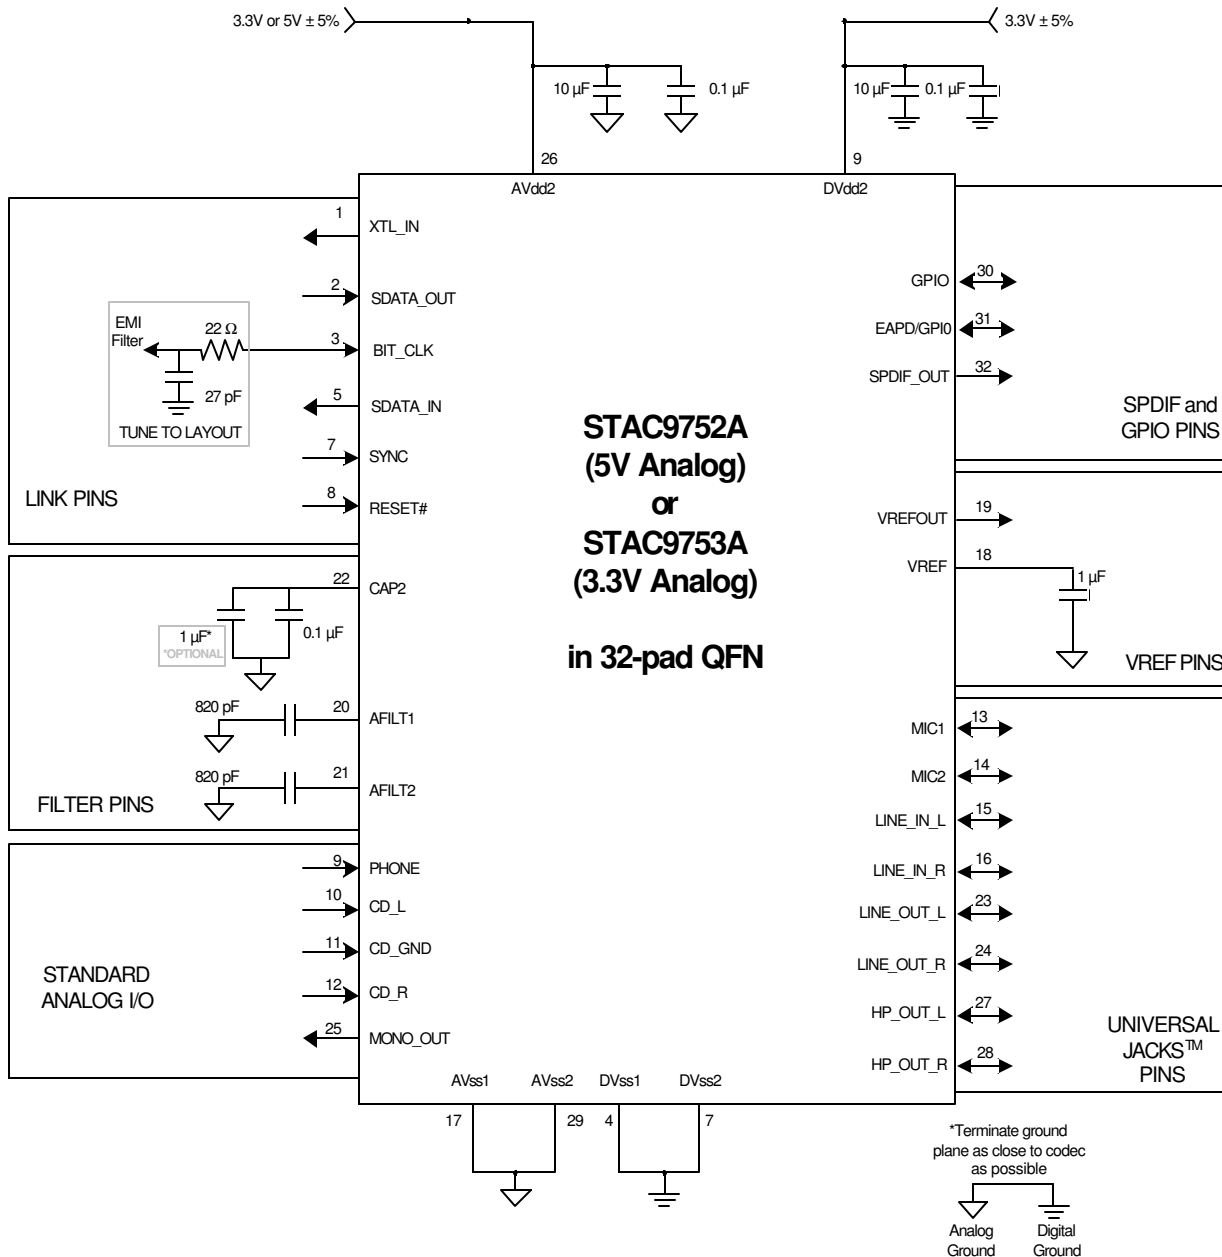 3.3V or 5V ± 5%
3.3V ± 5%
10 µF
0.1 µF
10 µF
0.1 µF
26
9
AVdd2
DVdd2
1
XTL_IN
2
SDATA_OUT
EMI
Filter
22 Ω
3
BIT_CLK
27 pF
TUNE TO LAYOUT
5
SDATA_IN
7
SYNC
8
RESET#
LINK PINS
22
CAP2
1 µF*
*OPTIONAL
0.1 µF
820 pF
20
AFILT1
820 pF
21
AFILT2
FILTER PINS
9
PHONE
10
CD_L
11
CD_GND
12
CD_R
25
MONO_OUT
STANDARD
ANALOG I/O
STAC9752A
(5V Analog)
or
STAC9753A
(3.3V Analog)
in 32-pad QFN
GPIO
30
EAPD/GPI0
31
SPDIF_OUT
32
SPDIF and
GPIO PINS
VREFOUT
19
VREF
18
1 µF
VREF PINS
MIC1
13
MIC2
14
LINE_IN_L
15
LINE_IN_R
16
LINE_OUT_L
23
LINE_OUT_R
24
HP_OUT_L
27
HP_OUT_R
28
UNIVERSAL
JACKS™
PINS
AVss1
AVss2
DVss1
DVss2
17
29
4
7
*Terminate ground
plane as close to codec
as possible
Analog
Ground
Digital
Ground